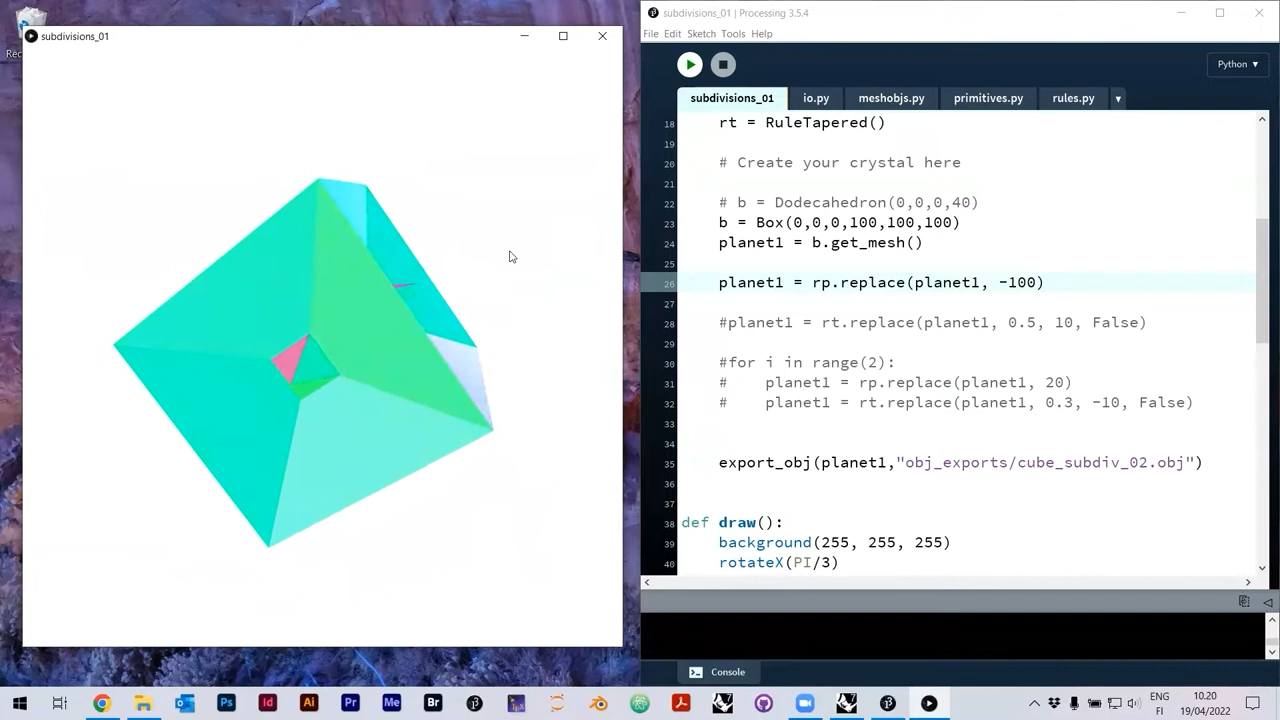 subdivisions_01
subdivisions_01 | Processing 3.5.4
File Edit Sketch Tools Help
Python ▾
subdivisions_01 io.py meshobjs.py primitives.py rules.py ▾
18 rt = RuleTapered()
19
20 # Create your crystal here
21
22 # b = Dodecahedron(0,0,0,40)
23 b = Box(0,0,0,100,100,100)
24 planet1 = b.get_mesh()
25
26 planet1 = rp.replace(planet1, -100)
27
28 #planet1 = rt.replace(planet1, 0.5, 10, False)
29
30 #for i in range(2):
31 #    planet1 = rp.replace(planet1, 20)
32 #    planet1 = rt.replace(planet1, 0.3, -10, False)
33
34
35 export_obj(planet1,"obj_exports/cube_subdiv_02.obj")
36
37
38 def draw():
39 background(255, 255, 255)
40 rotateX(PI/3)
Console
Ps Id Ai Pr Me Br
ENG 10.20
FI 19/04/2022